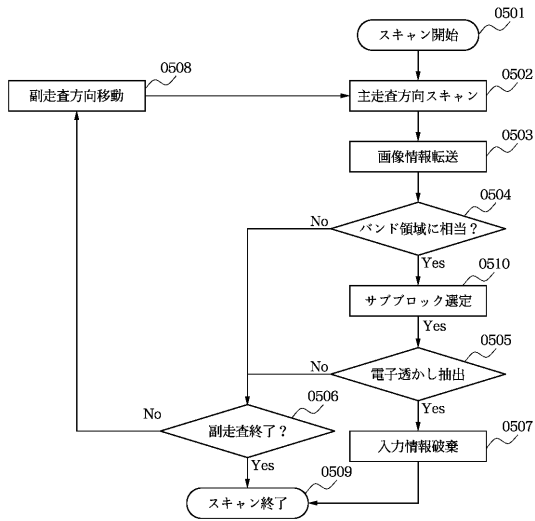 0501
スキャン開始
0508
0502
副走査方向移動
主走査方向スキャン
0503
画像情報転送
0504
No
バンド領域に相当？
Yes
0510
サブブロック選定
Yes
0505
No
電子透かし抽出
0506
Yes
No
副走査終了？
0507
入力情報破棄
Yes
0509
スキャン終了